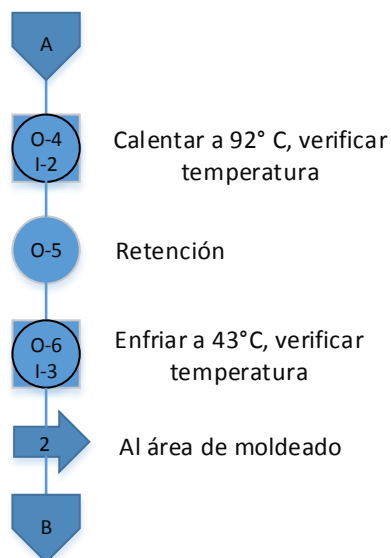 A
O-4
I-2
Calentar a 92° C, verificar
temperatura
O-5
Retención
O-6
I-3
Enfriar a 43°C, verificar
temperatura
2
Al área de moldeado
B